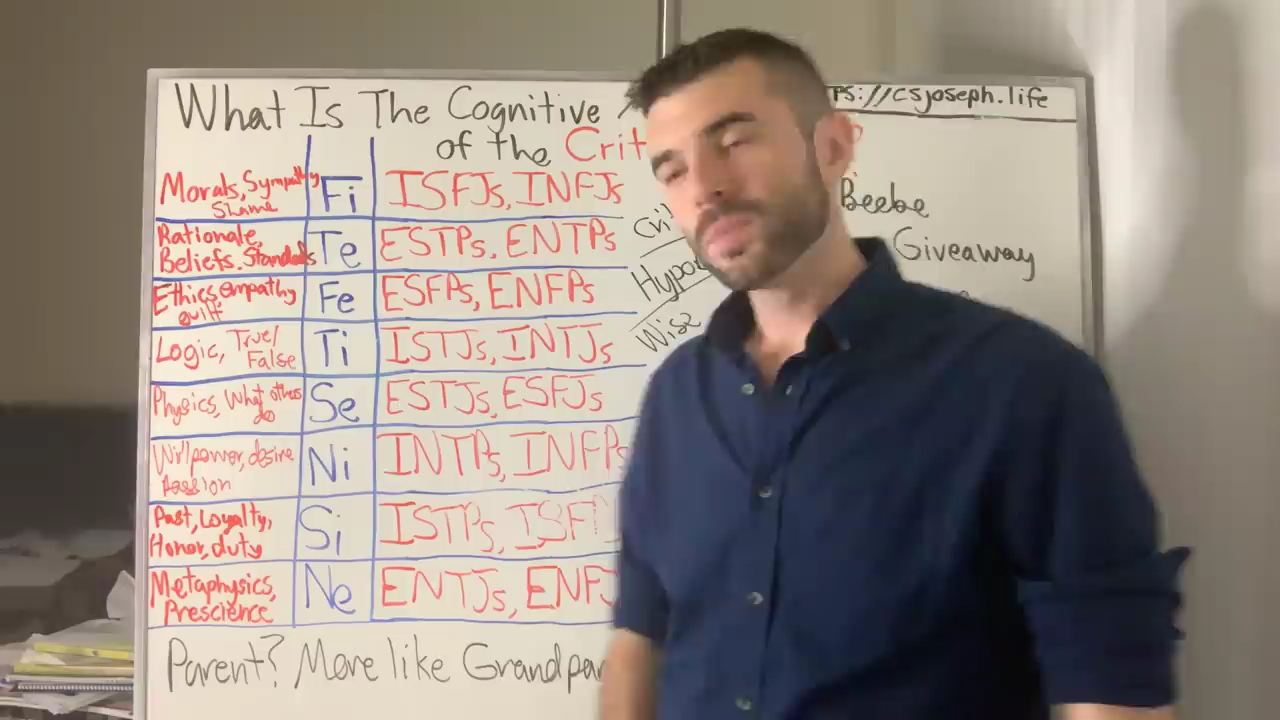 What Is The Cognitive
of the Crit
://csjoseph.life
Morals, Sympathy
Shame
Fi
ISFJs, INFJs
Rationale,
Beliefs, Standards
Te
ESTPs, ENTPs
Ethics, empathy
guilt
Fe
ESFPs, ENFPs
Logic, True/
False
Ti
ISTJs, INTJs
Physics, What others
do
Se
ESTJs, ESFJs
Willpower, desire
Passion
Ni
INTPs, INFPs
Past, Loyalty,
Honor, duty
Si
ISTPs, ISFP
Metaphysics,
Prescience
Ne
ENTJs, ENFJ
Parent? More like Grandpar
Beebe
Giveaway